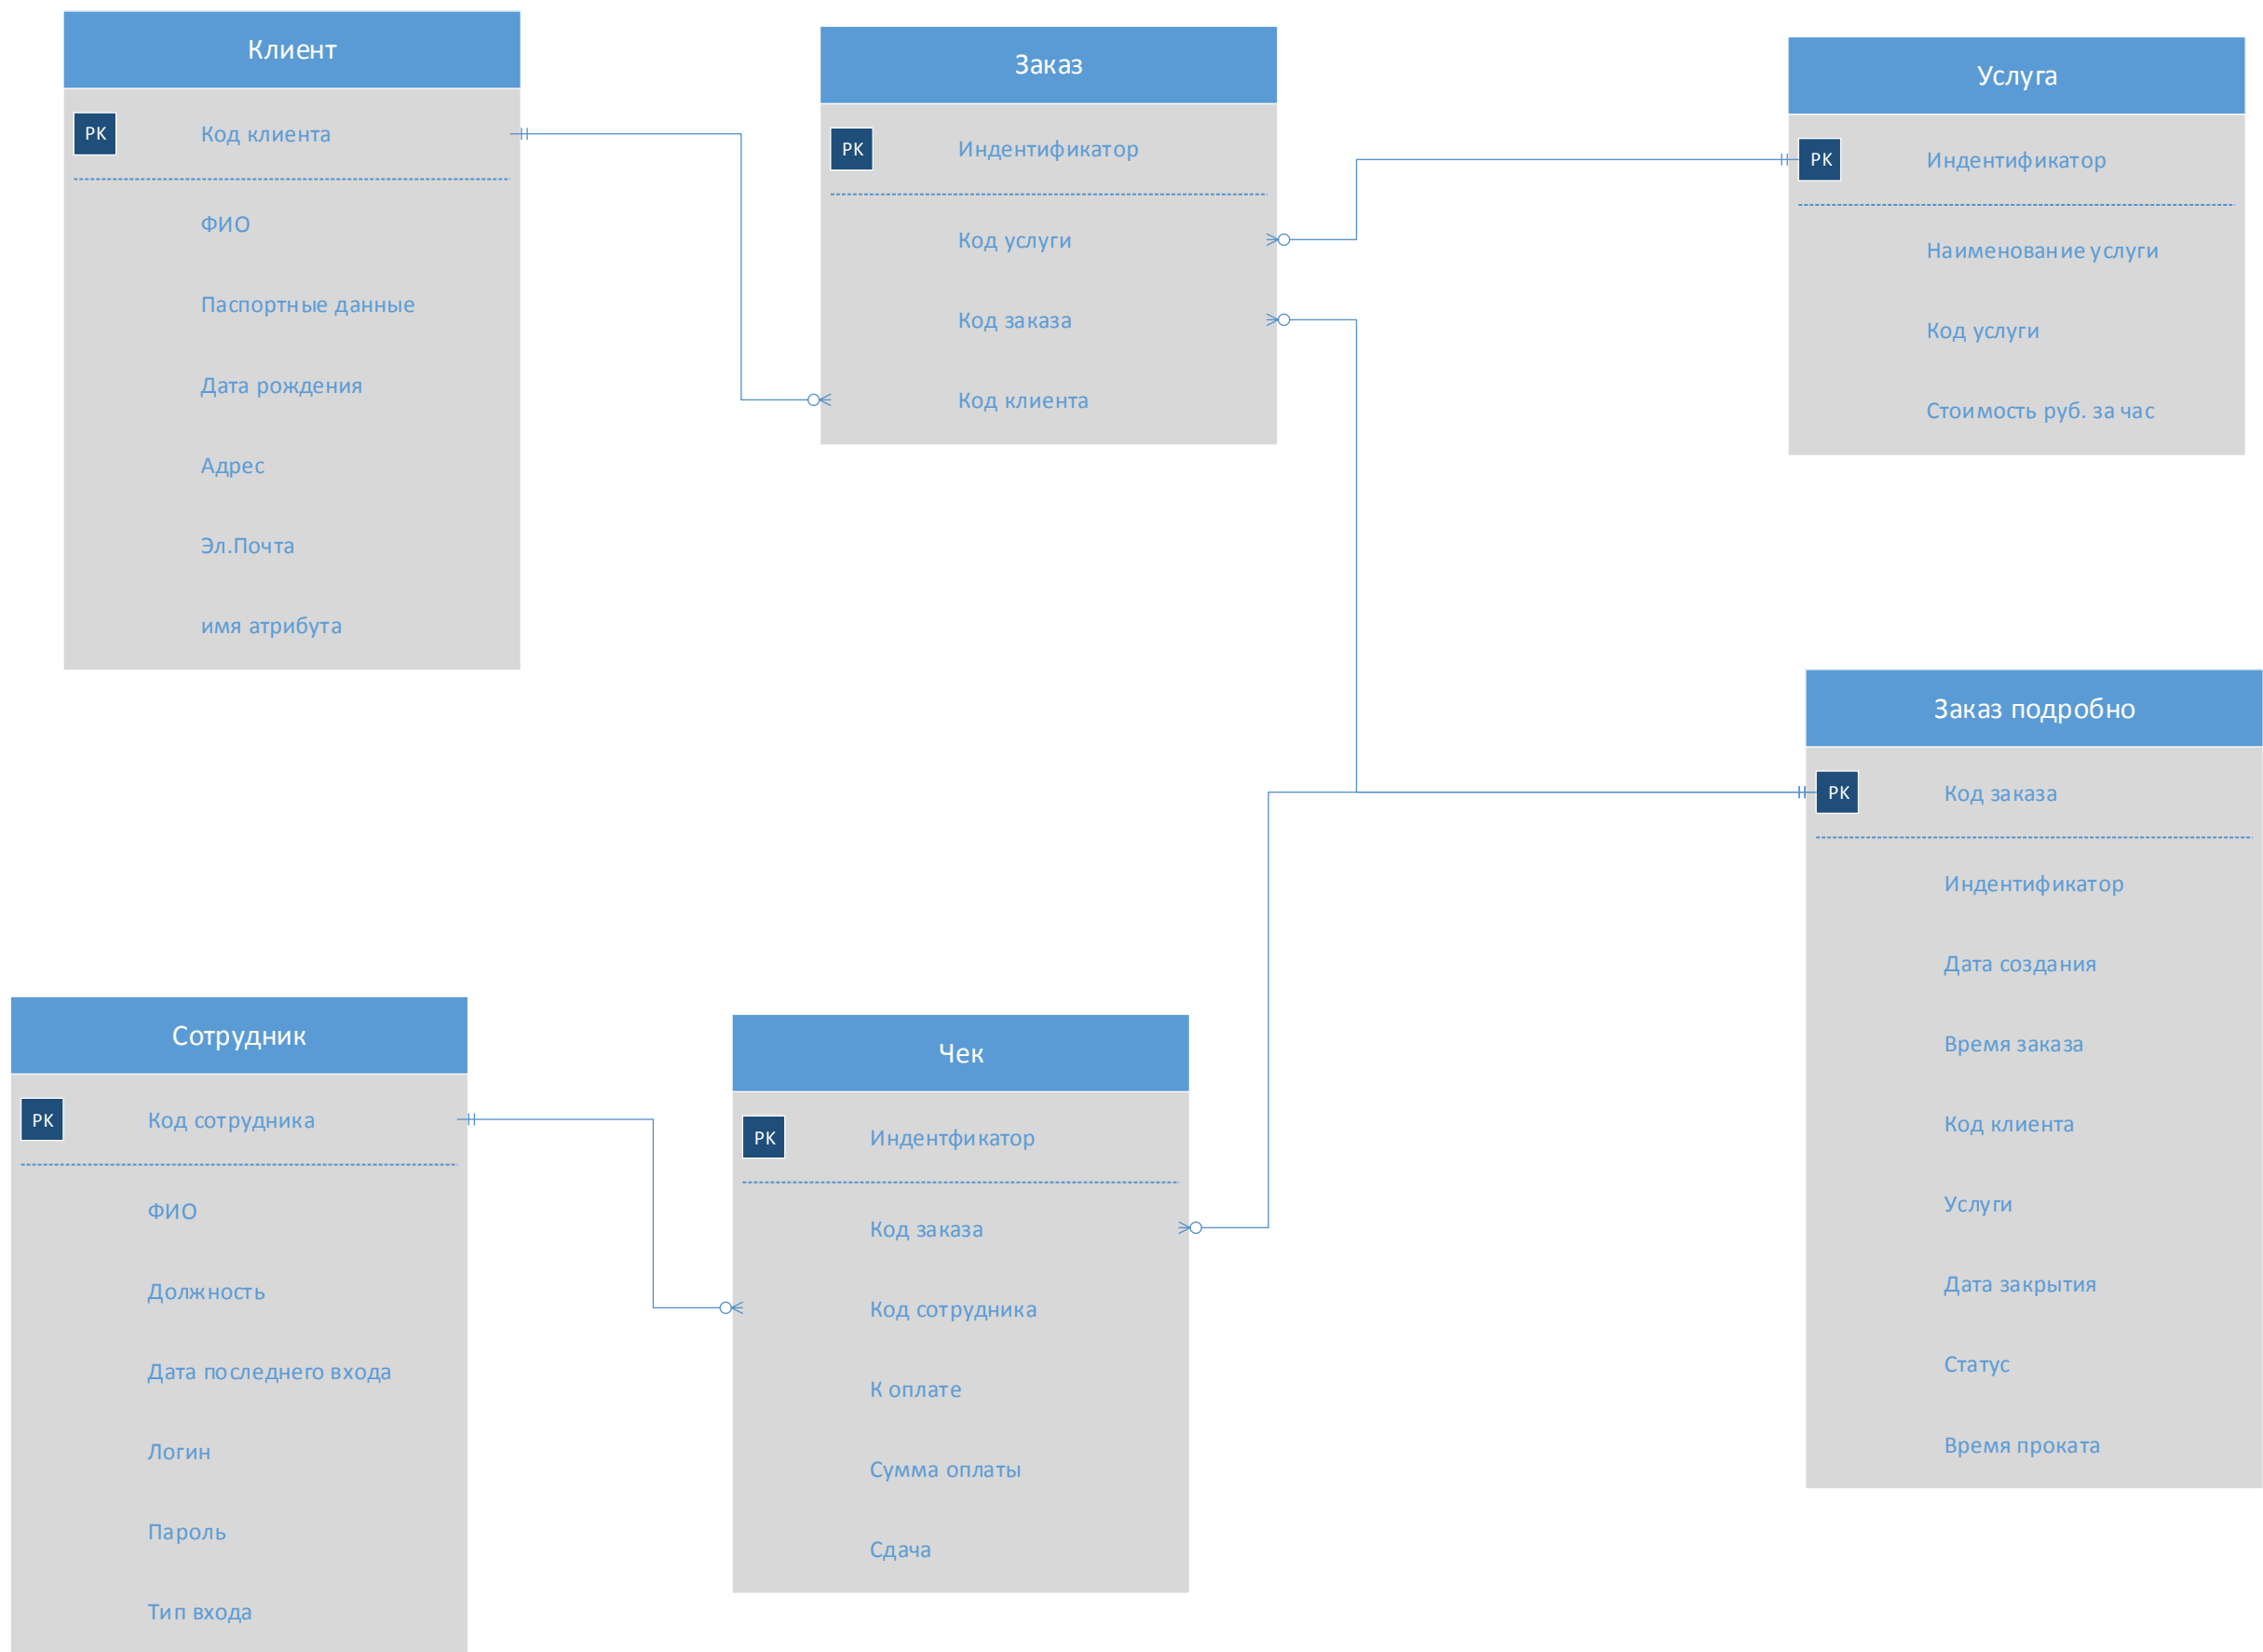 Клиент
PK Код клиента
ФИО
Паспортные данные
Дата рождения
Адрес
Эл.Почта
имя атрибута
Заказ
PK Индентификатор
Код услуги
Код заказа
Код клиента
Услуга
PK Индентификатор
Наименование услуги
Код услуги
Стоимость руб. за час
Заказ подробно
PK Код заказа
Индентификатор
Дата создания
Время заказа
Код клиента
Услуги
Дата закрытия
Статус
Время проката
Сотрудник
PK Код сотрудника
ФИО
Должность
Дата последнего входа
Логин
Пароль
Тип входа
Чек
PK Индентфикатор
Код заказа
Код сотрудника
К оплате
Сумма оплаты
Сдача